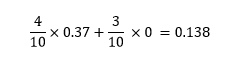 4/10 × 0.37 + 3/10 × 0 = 0.138